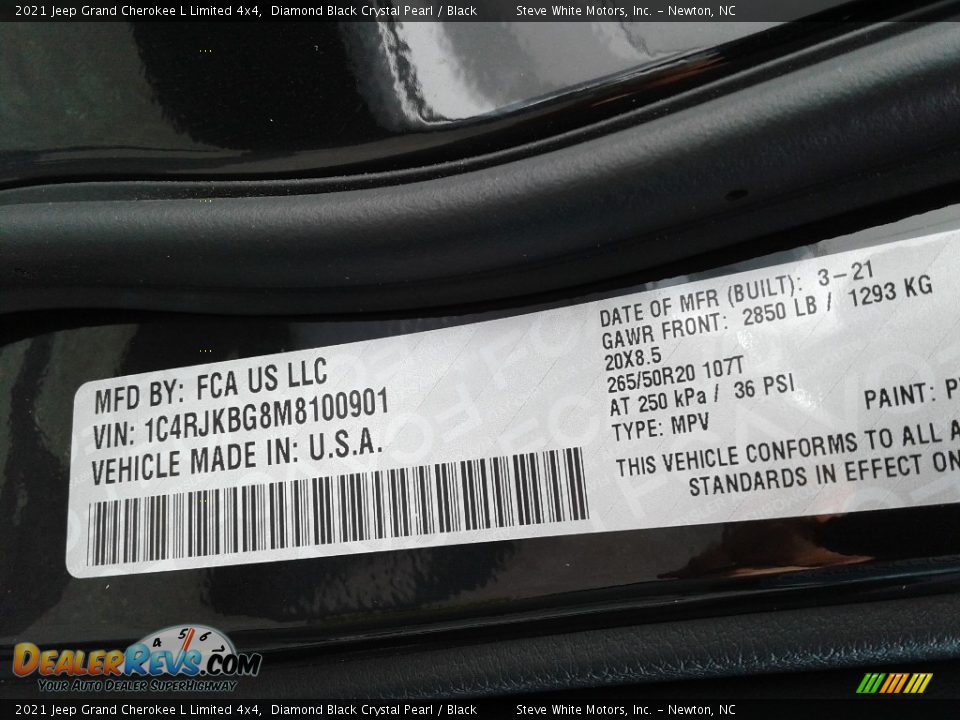 2021 Jeep Grand Cherokee L Limited 4x4, Diamond Black Crystal Pearl / Black Steve White Motors, Inc. - Newton, NC
MFD BY: FCA US LLC
VIN: 1C4RJKBG8M8100901
VEHICLE MADE IN: U.S.A.
DATE OF MFR (BUILT): 3-21
GAWR FRONT: 2850 LB / 1293 KG
20X8.5
265/50R20 107T
AT 250 kPa / 36 PSI
TYPE: MPV
PAINT:
THIS VEHICLE CONFORMS TO ALL A
STANDARDS IN EFFECT ON
4 5 6
DEALERREVS.COM
YOUR AUTO DEALER SUPERHIGHWAY
2021 Jeep Grand Cherokee L Limited 4x4, Diamond Black Crystal Pearl / Black Steve White Motors, Inc. - Newton, NC